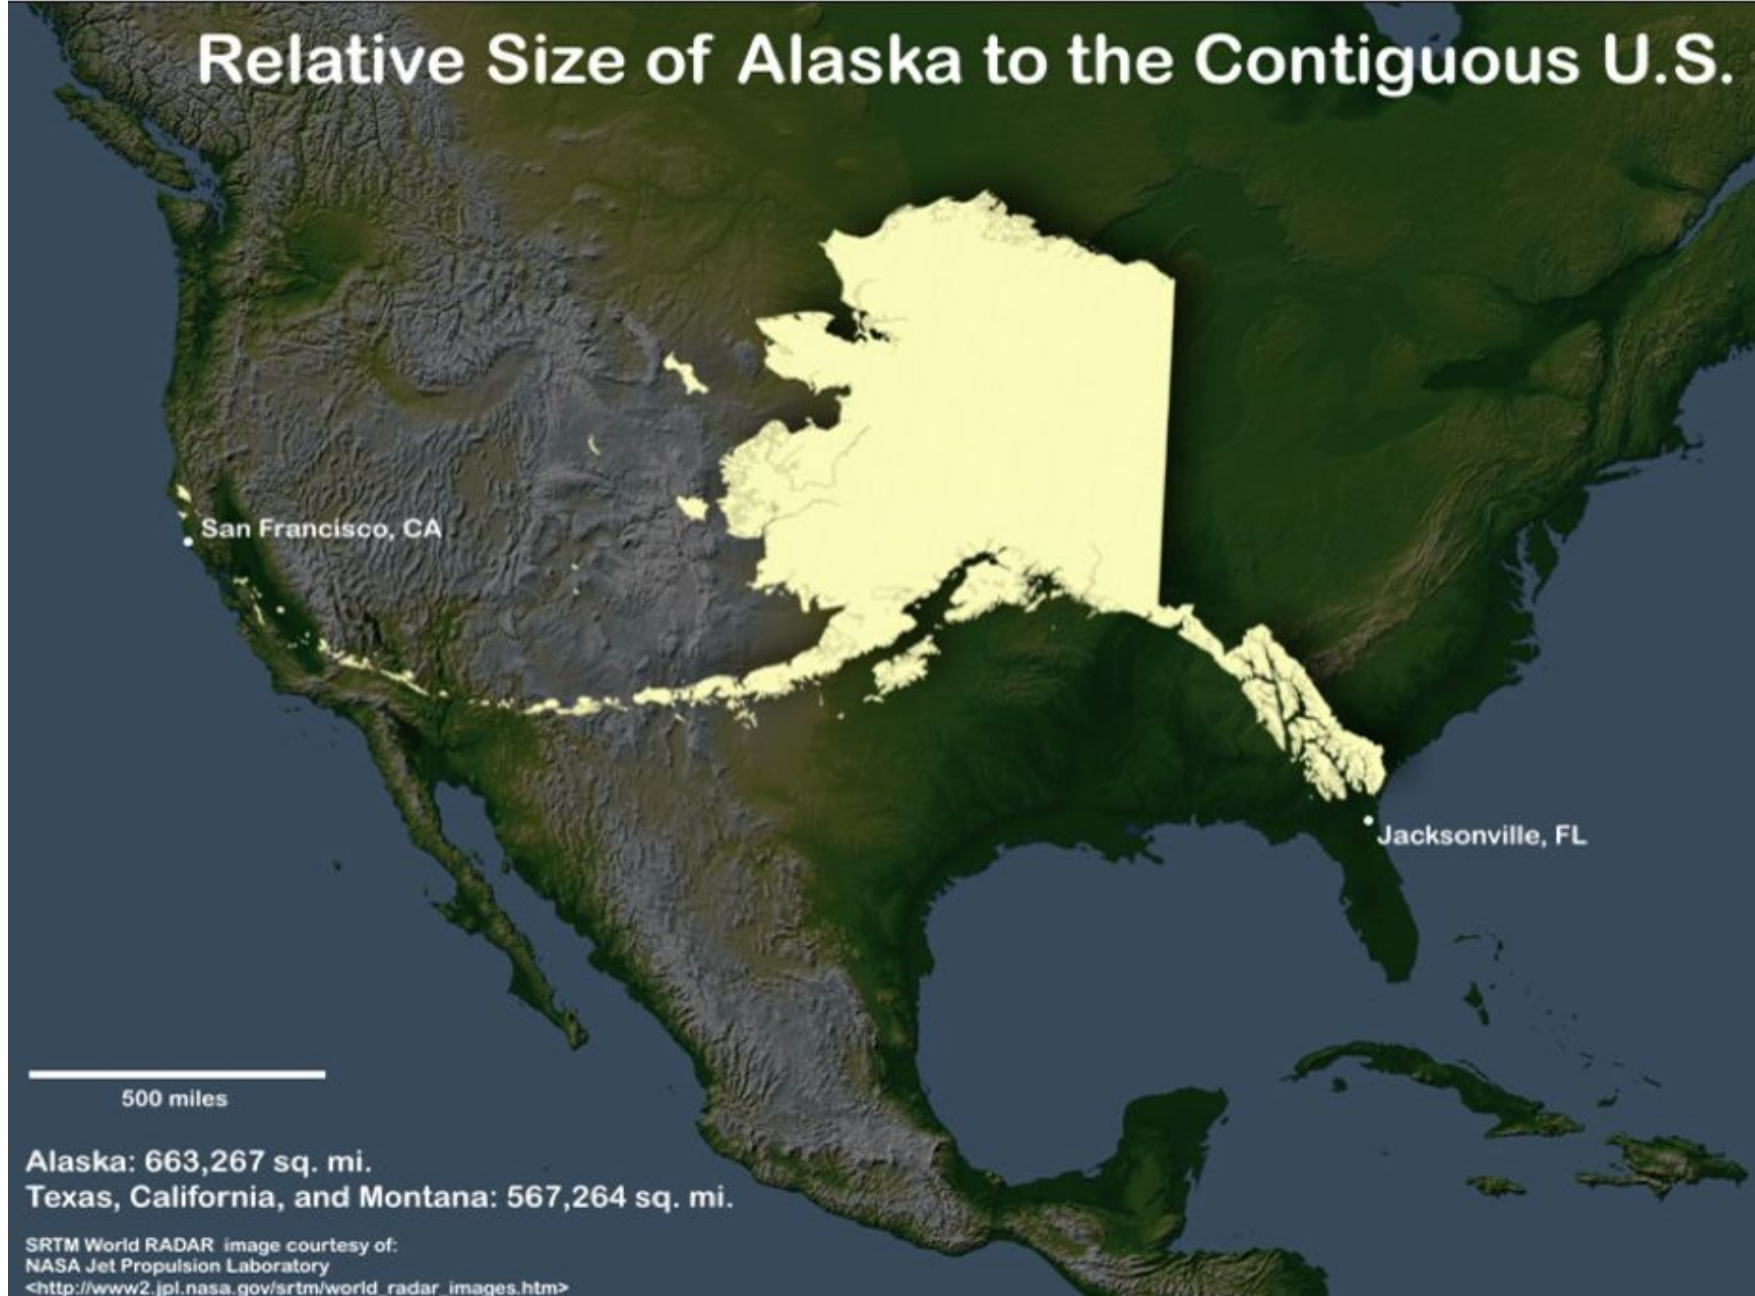 Relative Size of Alaska to the Contiguous U.S.
San Francisco, CA
Jacksonville, FL
500 miles
Alaska: 663,267 sq. mi.
Texas, California, and Montana: 567,264 sq. mi.
SRTM World RADAR image courtesy of:
NASA Jet Propulsion Laboratory
<http://www2.jpl.nasa.gov/srtm/world_radar_images.htm>